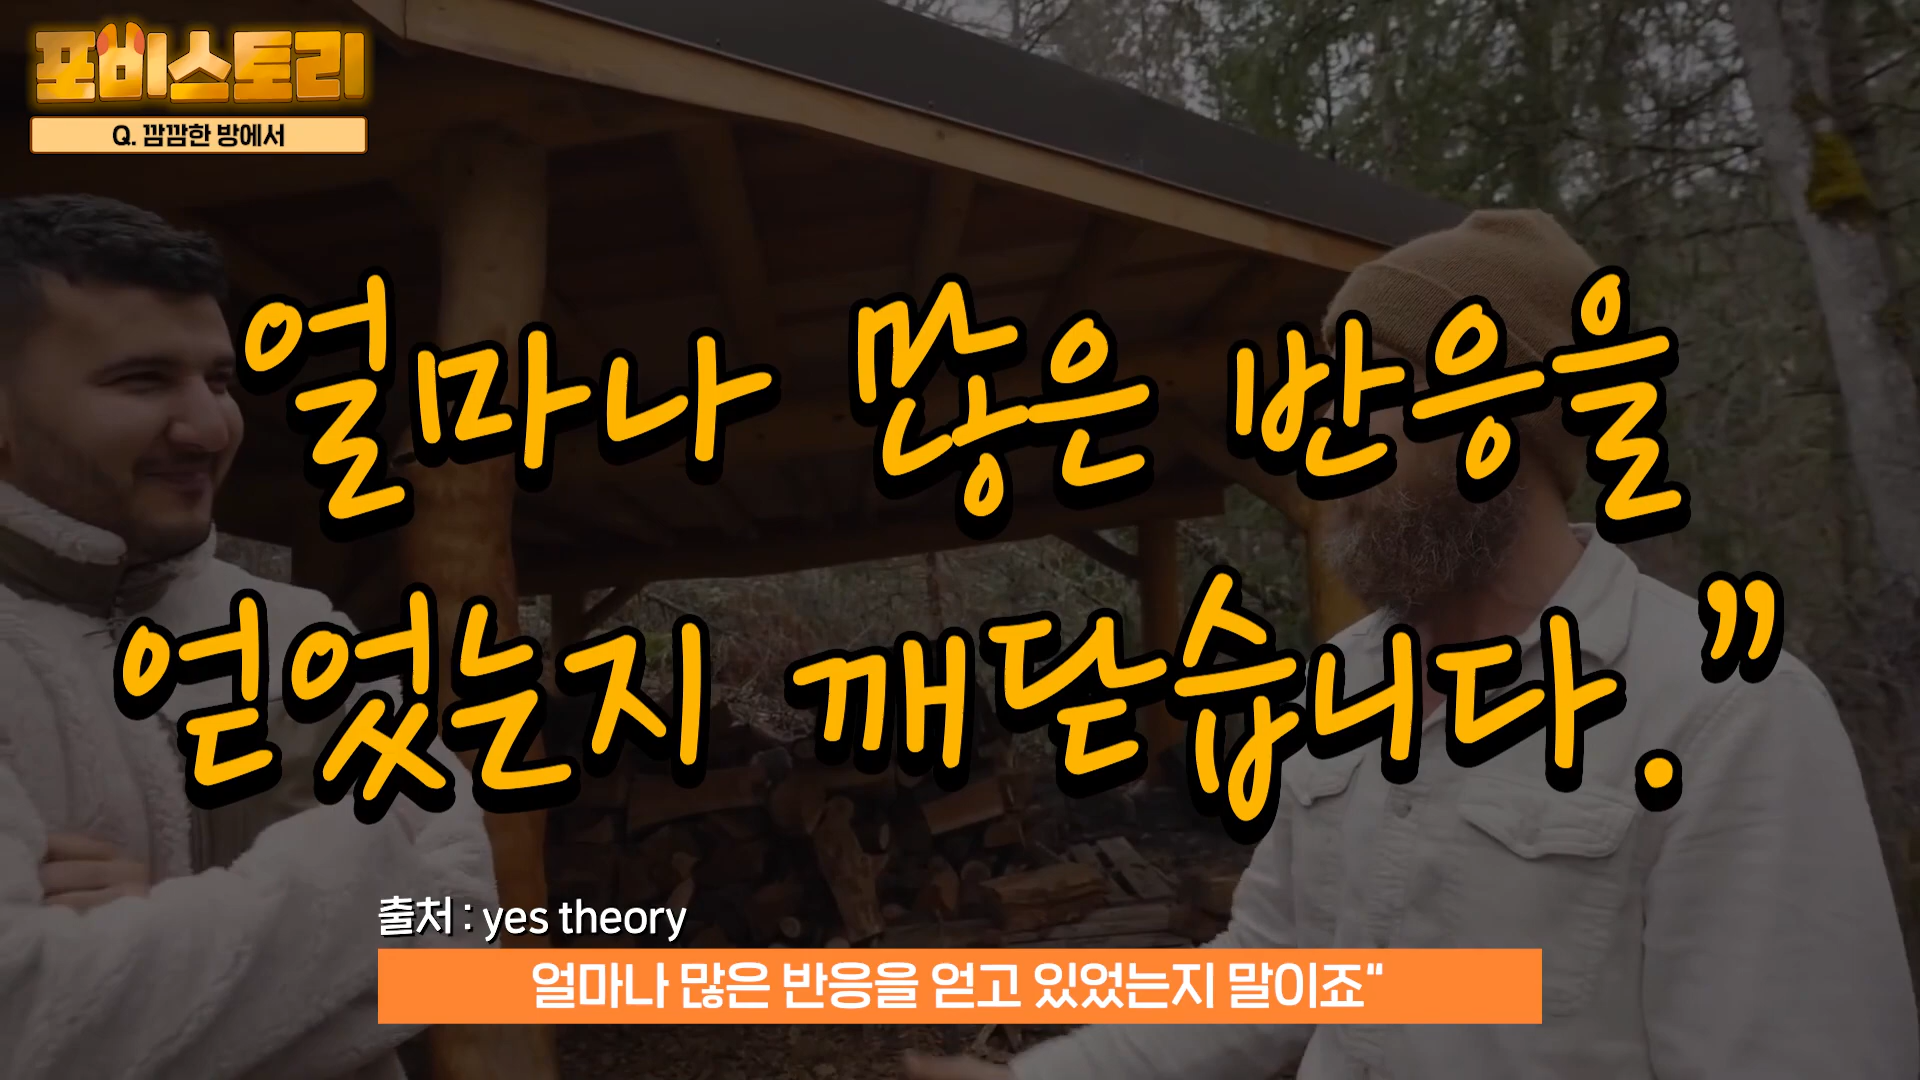 포비스토리
Q. 깜깜한 방에서
얼마나 많은 반응을
얻었는지 깨닫습니다.”
출처 : yes theory
얼마나 많은 반응을 얻고 있었는지 말이죠"